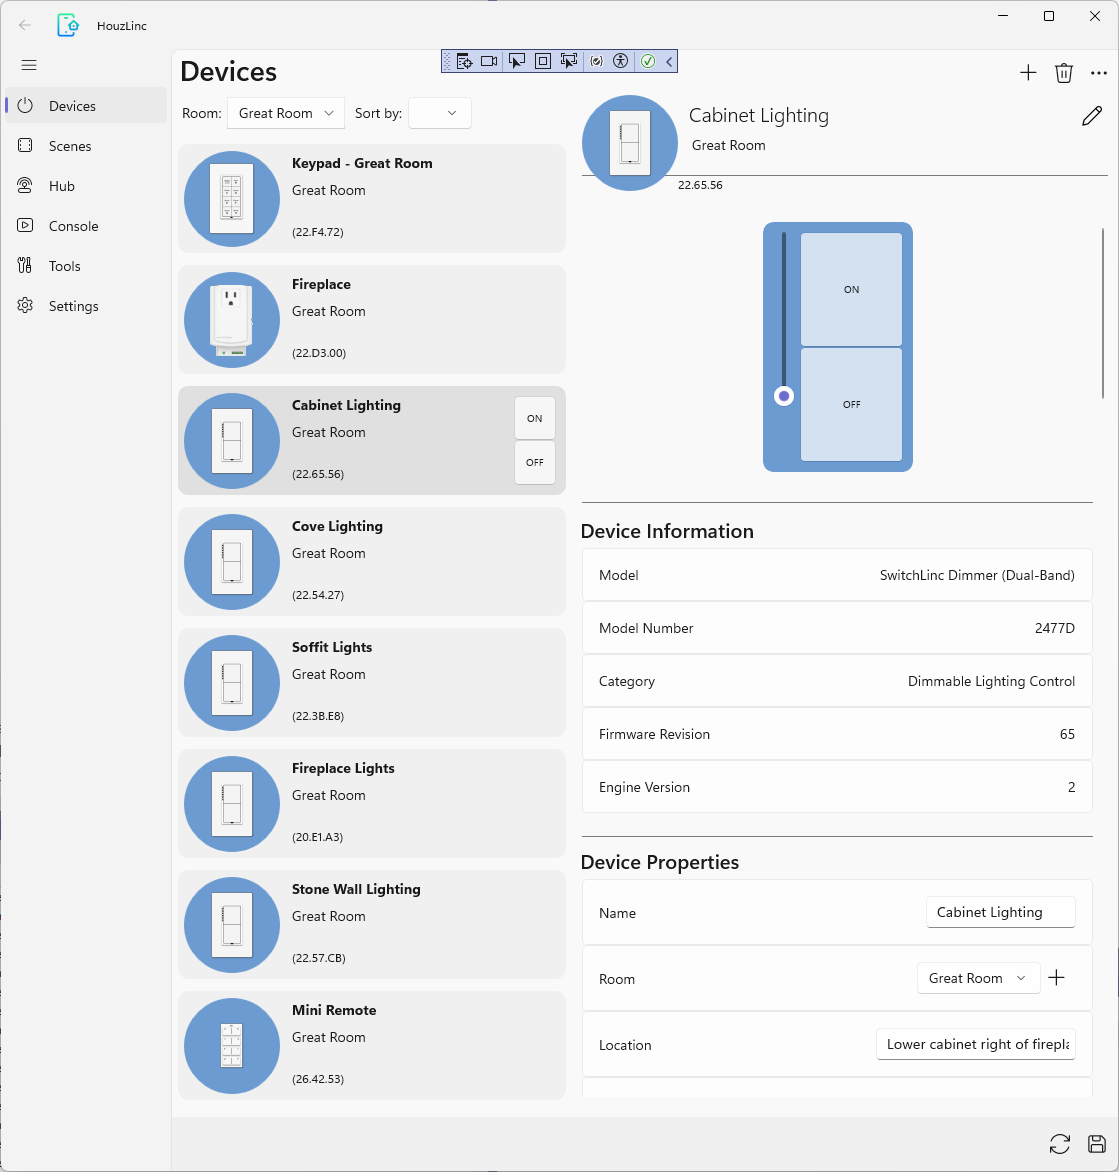 HouzLinc
Devices
Scenes
Hub
Console
Tools
Settings
Devices
Room: Great Room Sort by:
Keypad - Great Room
Great Room
(22.F4.72)
Fireplace
Great Room
(22.D3.00)
Cabinet Lighting
Great Room
(22.65.56)
ON
OFF
Cove Lighting
Great Room
(22.54.27)
Soffit Lights
Great Room
(22.3B.E8)
Fireplace Lights
Great Room
(20.E1.A3)
Stone Wall Lighting
Great Room
(22.57.CB)
Mini Remote
Great Room
(26.42.53)
Cabinet Lighting
Great Room
22.65.56
ON
OFF
Device Information
Model SwitchLinc Dimmer (Dual-Band)
Model Number 2477D
Category Dimmable Lighting Control
Firmware Revision 65
Engine Version 2
Device Properties
Name Cabinet Lighting
Room Great Room
Location Lower cabinet right of firepla